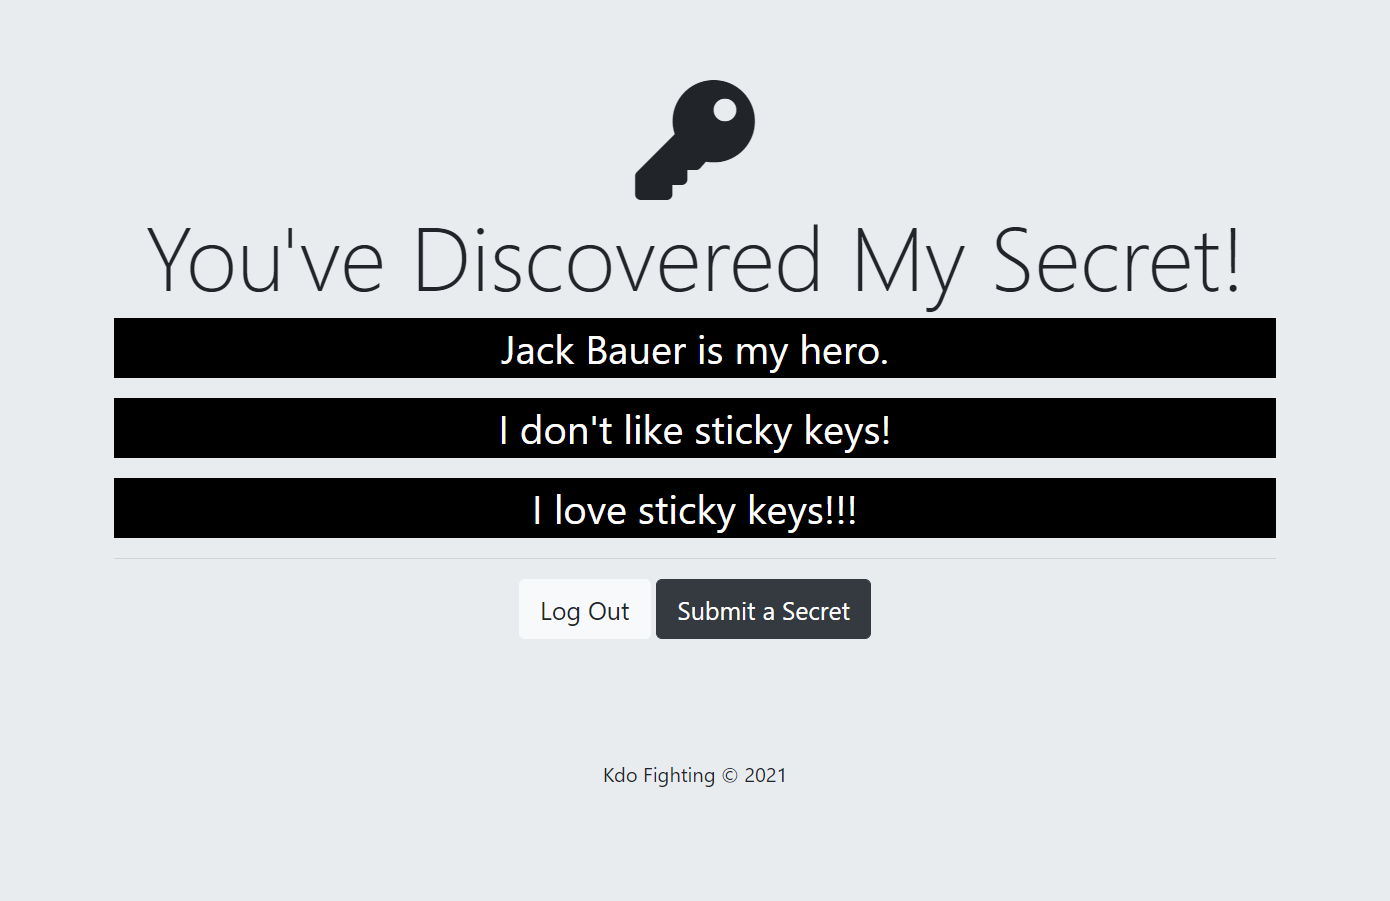 You've Discovered My Secret!
Jack Bauer is my hero.
I don't like sticky keys!
I love sticky keys!!!
Log Out
Submit a Secret
Kdo Fighting © 2021